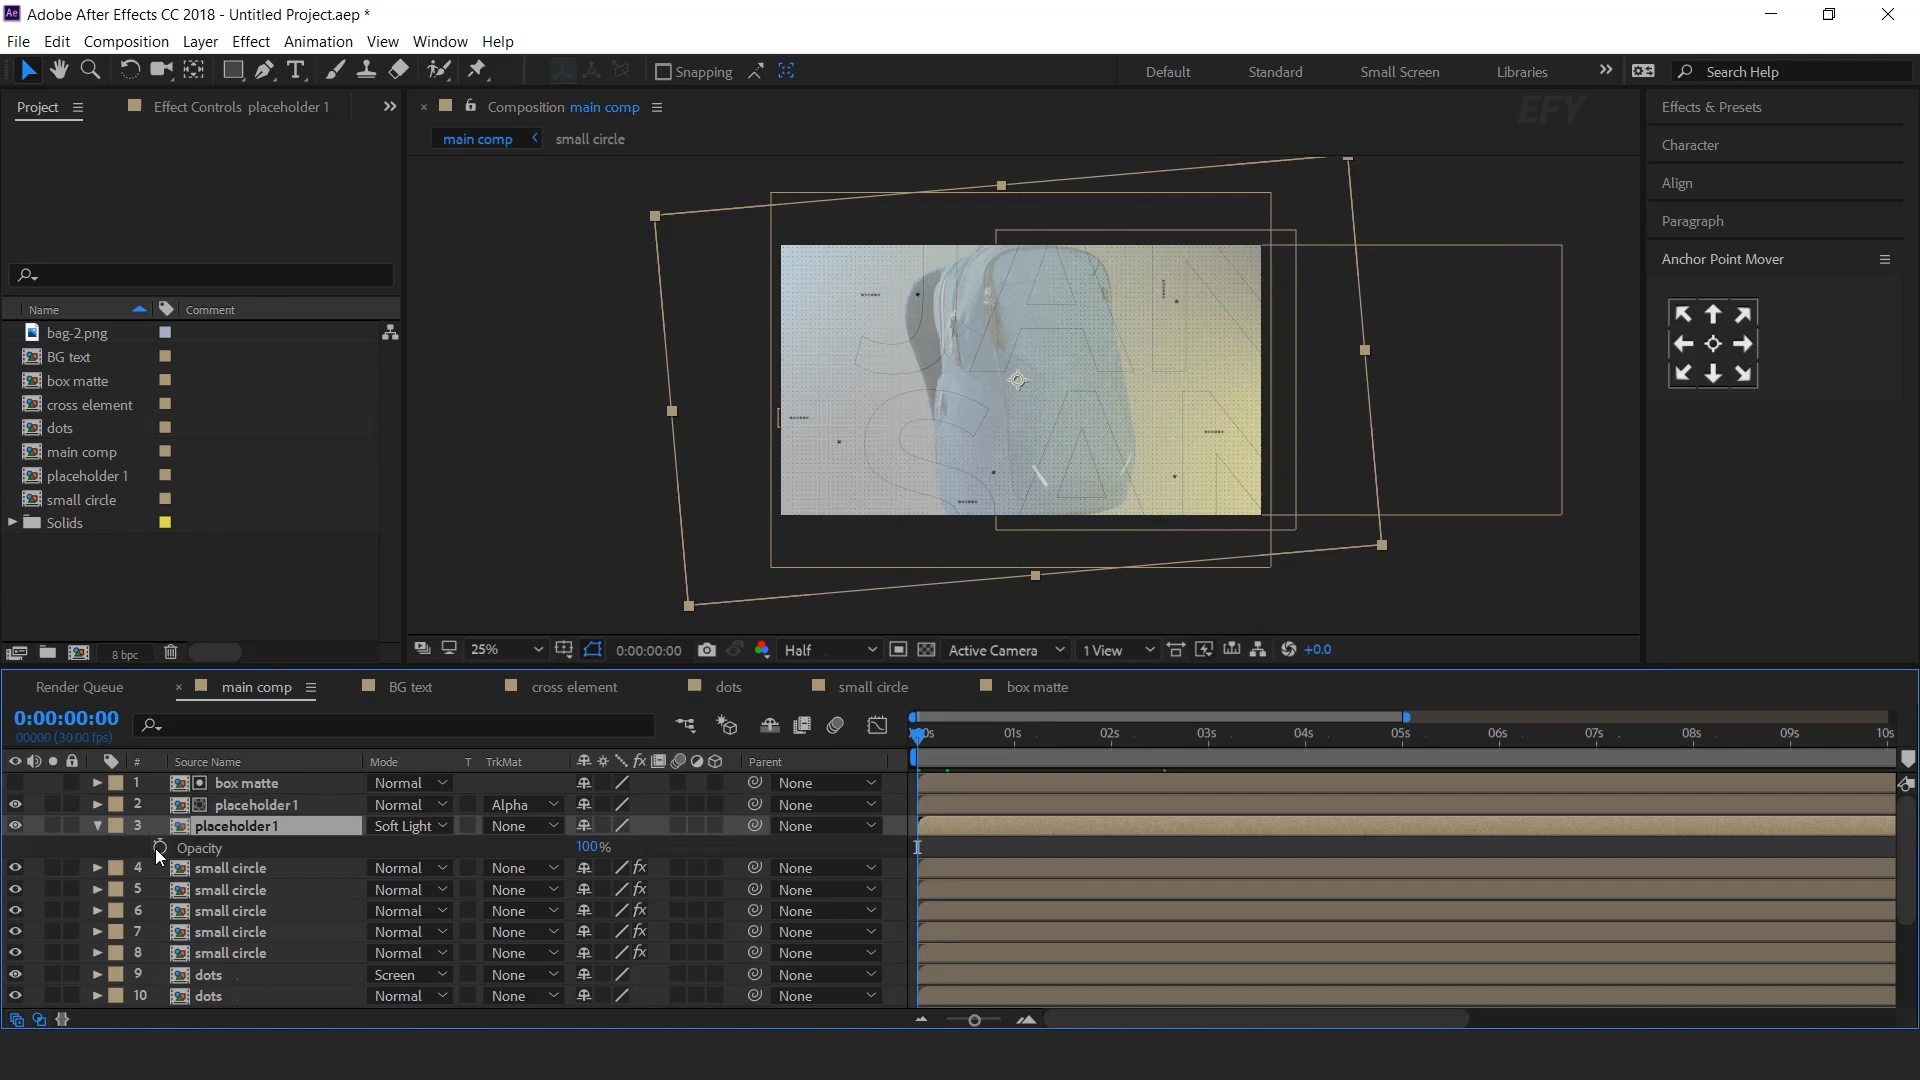 Ae Adobe After Effects CC 2018 - Untitled Project.aep *
File Edit Composition Layer Effect Animation View Window Help
T Snapping Default Standard Small Screen Libraries Search Help
Project Effect Controls placeholder 1
Composition main comp
EFY
main comp small circle
Name Comment
bag-2.png
BG text
box matte
cross element
dots
main comp
placeholder 1
small circle
Solids
8 bpc
Effects & Presets
Character
Align
Paragraph
Anchor Point Mover
25% 0:00:00:00 Half Active Camera 1 View +0.0
Render Queue main comp BG text cross element dots small circle box matte
0:00:00:00
00000 (30.00 fps)
00s 01s 02s 03s 04s 05s 06s 07s 08s 09s 10s
# Source Name Mode T TrkMat fx Parent
1 box matte Normal None
2 placeholder 1 Normal Alpha None
3 placeholder 1 Soft Light None None
Opacity 100%
4 small circle Normal None fx None
5 small circle Normal None fx None
6 small circle Normal None fx None
7 small circle Normal None fx None
8 small circle Normal None fx None
9 dots Screen None None
10 dots Normal None None